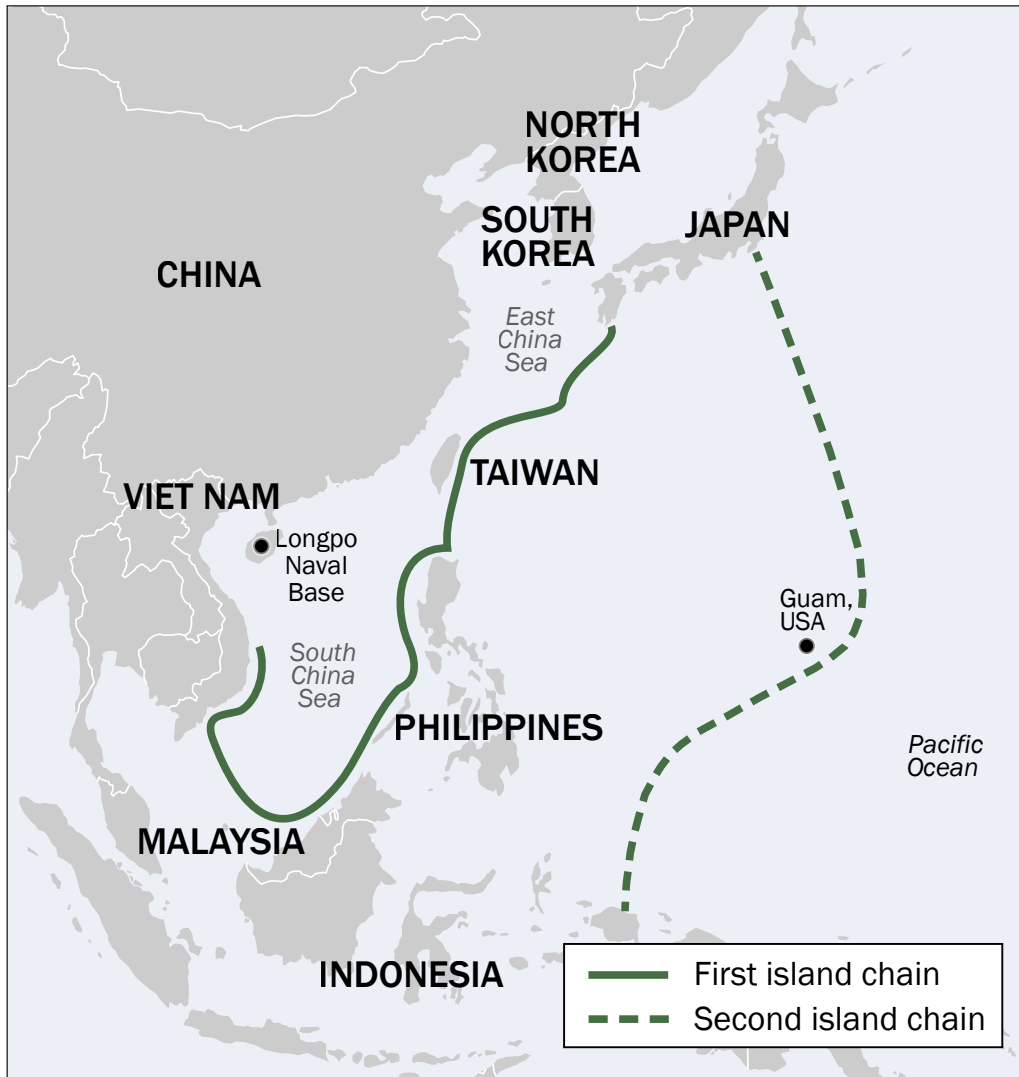 NORTH
KOREA
SOUTH
KOREA
JAPAN
CHINA
East
China
Sea
TAIWAN
VIET NAM
Longpo
Naval
Base
Guam,
USA
South
China
Sea
PHILIPPINES
Pacific
Ocean
MALAYSIA
INDONESIA
First island chain
Second island chain